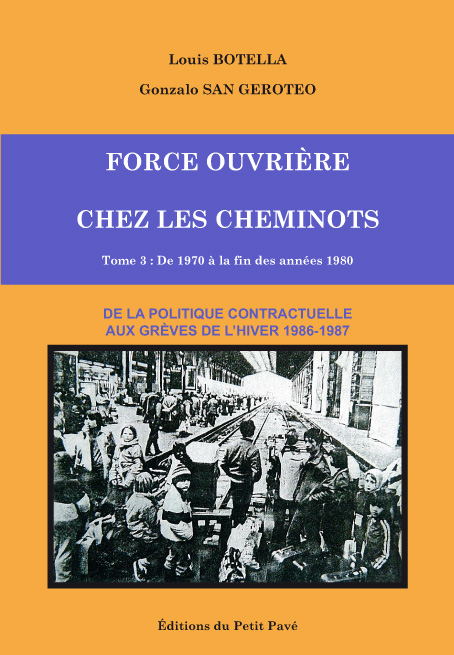 Louis BOTELLA
Gonzalo SAN GEROTEO
FORCE OUVRIÈRE
CHEZ LES CHEMINOTS
Tome 3 : De 1970 à la fin des années 1980
DE LA POLITIQUE CONTRACTUELLE
AUX GRÈVES DE L'HIVER 1986-1987
Éditions du Petit Pavé